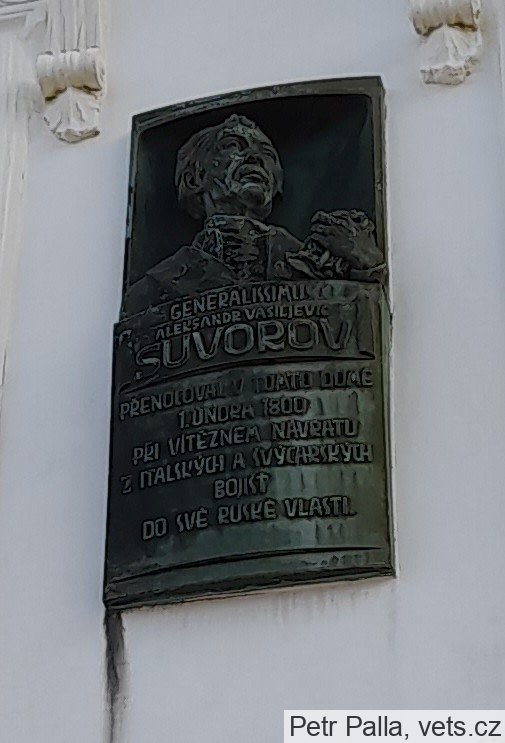 GENERALISSIMUS
ALEKSANDR VASILJEVIČ
SUVOROV
PŘENOCOVAL V TOMTO DOMĚ
1. ÚNORA 1800
PŘI VÍTĚZNÉM NÁVRATU
Z ITALSKÝCH A ŠVÝCARSKÝCH
BOJIŠŤ
DO SVÉ RUSKÉ VLASTI.
Petr Palla, vets.cz